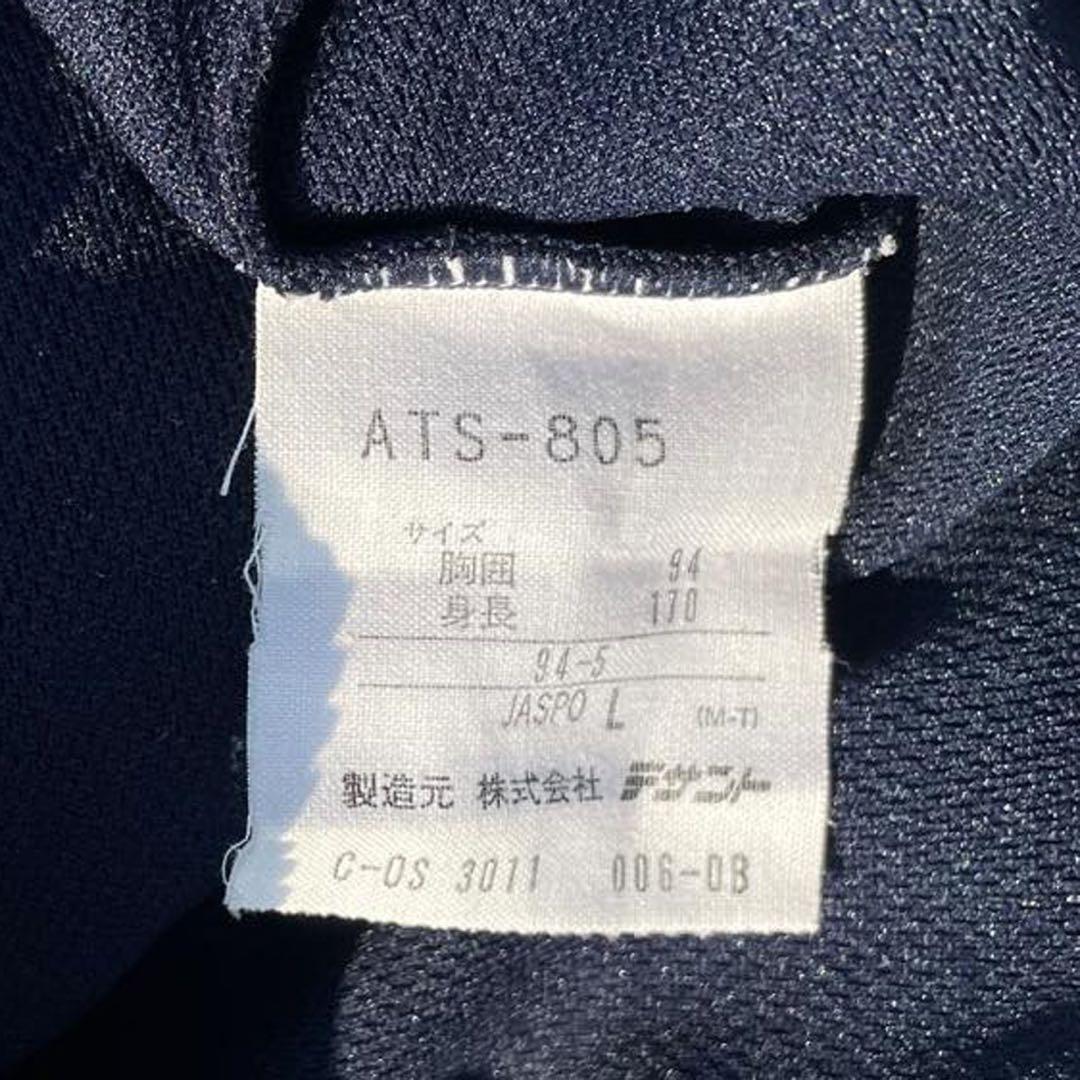 ATS-805
サイズ
胸囲 94
身長 170
94-5
JASPO L (M-T)
製造元 株式会社 デサント
C-OS 3011 006-0B